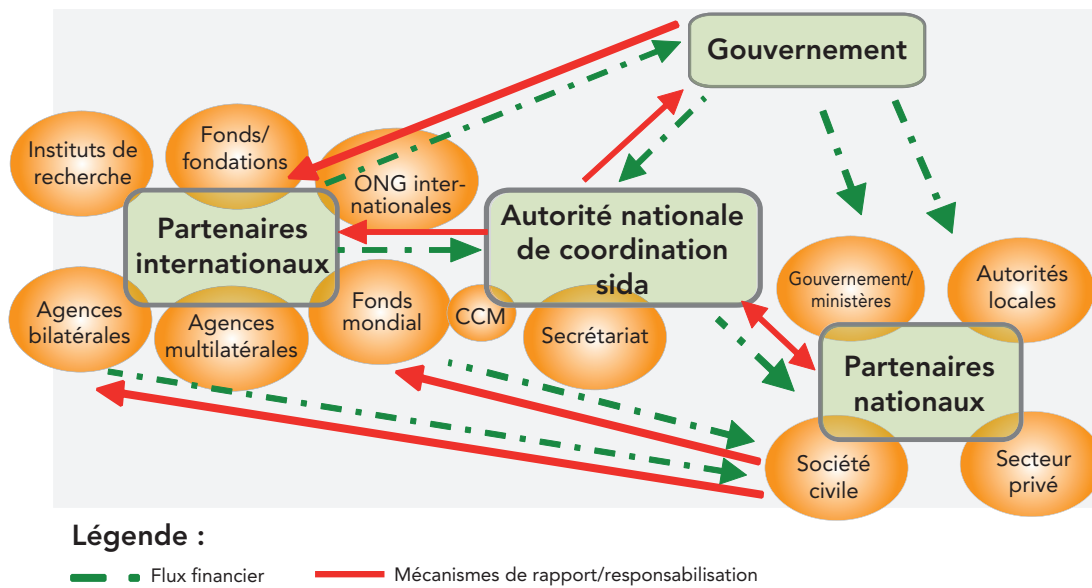 Gouvernement
Instituts de
recherche
Fonds/
fondations
ONG inter-
nationales
Partenaires
internationaux
Autorité nationale
de coordination
sida
Gouvernement/
ministères
Autorités
locales
Agences
bilatérales
Agences
multilatérales
Fonds
mondial
CCM
Secrétariat
Partenaires
nationaux
Société
civile
Secteur
privé
Légende :
Flux financier
Mécanismes de rapport/responsabilisation